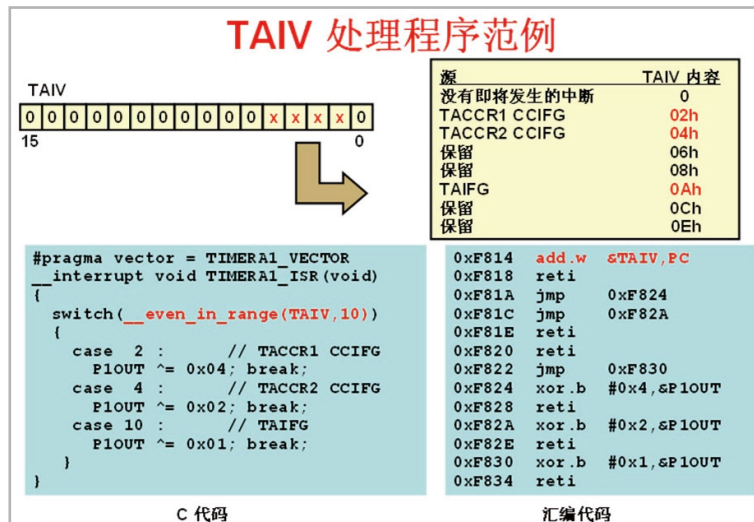 TAIV 处理程序范例
TAIV
0 0 0 0 0 0 0 0 0 0 0 x x x x 0
15 0
源 TAIV 内容
没有即将发生的中断 0
TACCR1 CCIFG 02h
TACCR2 CCIFG 04h
保留 06h
保留 08h
TAIFG 0Ah
保留 0Ch
保留 0Eh
#pragma vector = TIMERA1_VECTOR
__interrupt void TIMERA1_ISR(void)
{
switch(__even_in_range(TAIV,10))
{
case 2 : // TACCR1 CCIFG
P1OUT ^= 0x04; break;
case 4 : // TACCR2 CCIFG
P1OUT ^= 0x02; break;
case 10 : // TAIFG
P1OUT ^= 0x01; break;
}
}
C 代码
0xF814 add.w &TAIV,PC
0xF818 reti
0xF81A jmp 0xF824
0xF81C jmp 0xF82A
0xF81E reti
0xF820 reti
0xF822 jmp 0xF830
0xF824 xor.b #0x4,&P1OUT
0xF828 reti
0xF82A xor.b #0x2,&P1OUT
0xF82E reti
0xF830 xor.b #0x1,&P1OUT
0xF834 reti
汇编代码